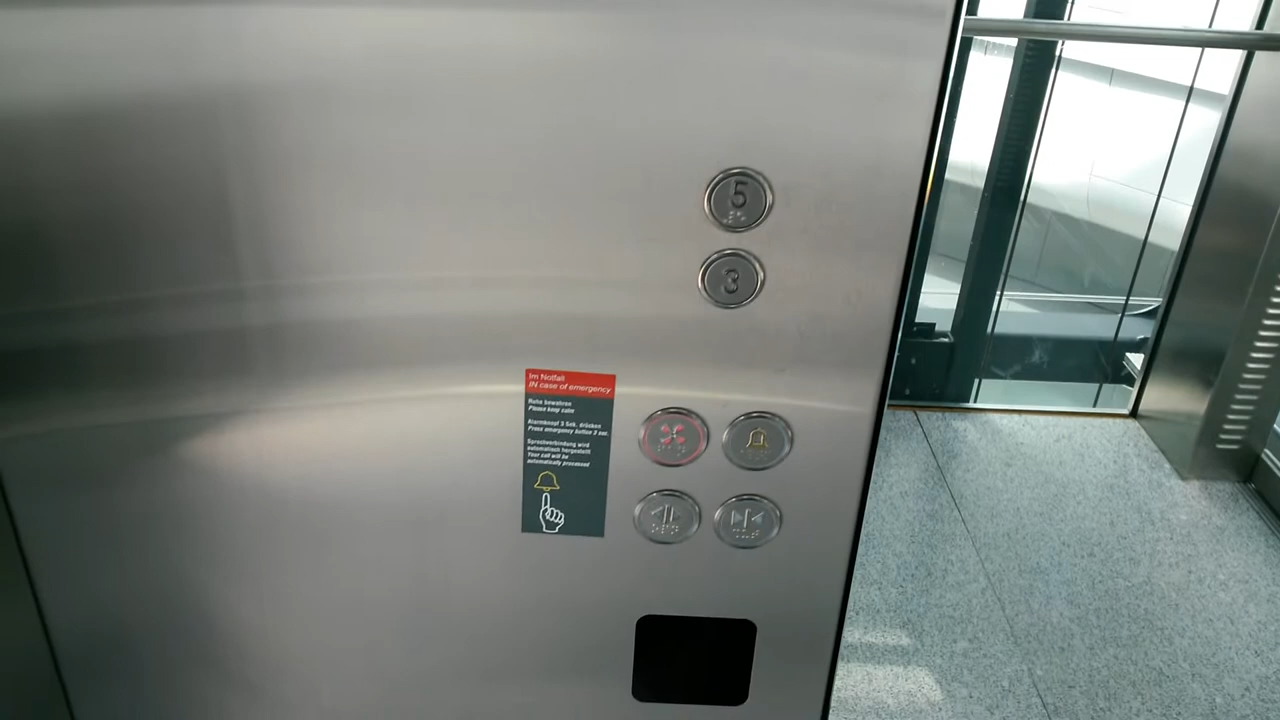 5
3
Im Notfall
IN case of emergency
Ruhe bewahren
Please keep calm
Alarmknopf 3 Sek. drücken
Press emergency button 3 sec.
Sprechverbindung wird
automatisch hergestellt
Your call will be
automatically processed